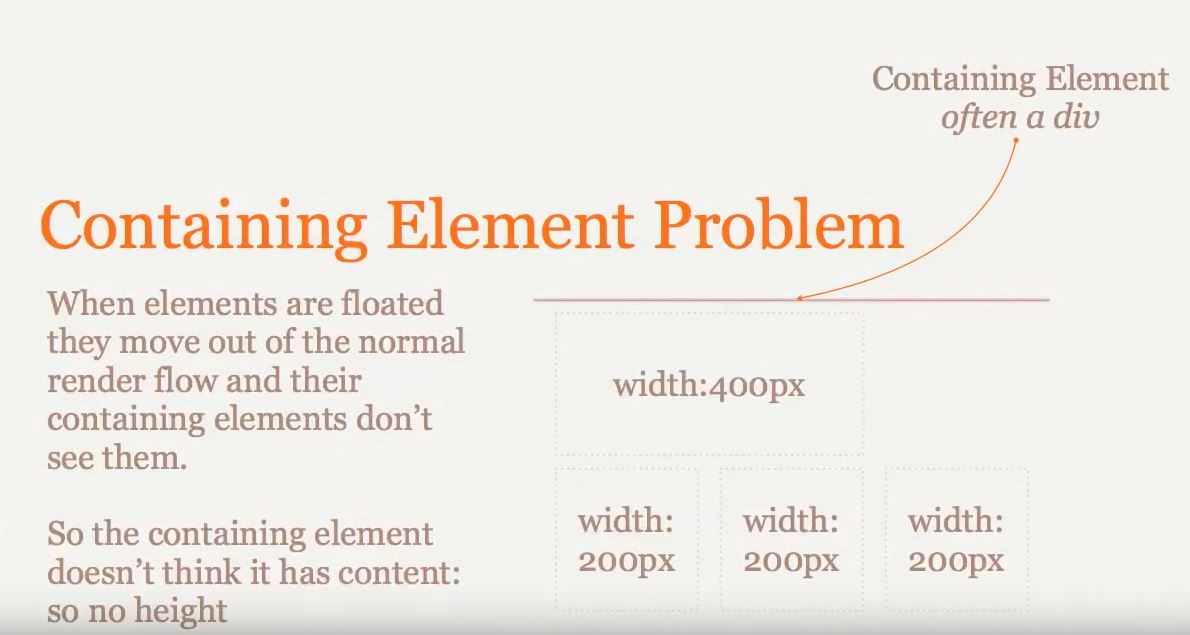 Containing Element
often a div
Containing Element Problem
When elements are floated
they move out of the normal
render flow and their
containing elements don't
see them.
So the containing element
doesn't think it has content:
so no height
width:400px
width:
200px
width:
200px
width:
200px